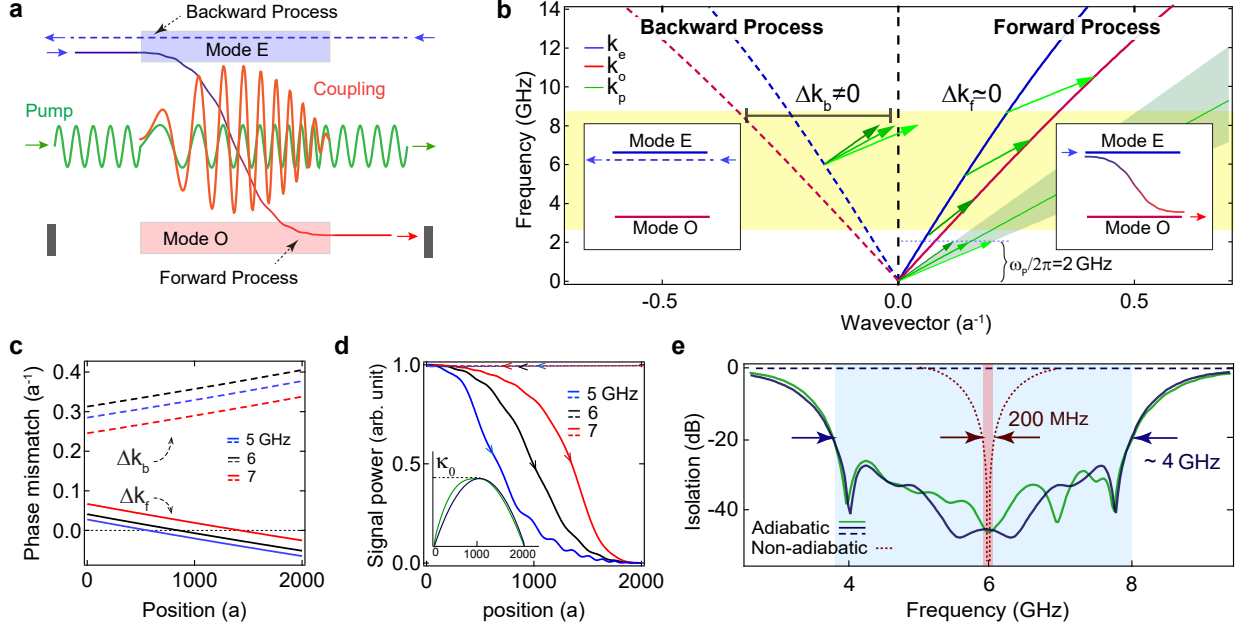 a
Backward Process
Mode E
Pump
Coupling
Mode O
Forward Process
b
Backward Process
Forward Process
k_e
k_o
k_p
Δk_b≠0
Δk_f≃0
Mode E
Mode O
Mode E
Mode O
ω_p/2π=2 GHz
Frequency (GHz)
14
12
10
8
6
4
2
0
-0.5
0.0
0.5
Wavevector (a⁻¹)
c
Phase mismatch (a⁻¹)
0.4
0.3
0.2
0.1
0.0
Δk_b
Δk_f
5 GHz
6
7
0
1000
2000
Position (a)
d
Signal power (arb. unit)
1.0
0.5
0.0
5 GHz
6
7
κ₀
0
1000
2000
0
1000
2000
position (a)
e
Isolation (dB)
0
-20
-40
200 MHz
~ 4 GHz
Adiabatic
Non-adiabatic
4
6
8
Frequency (GHz)